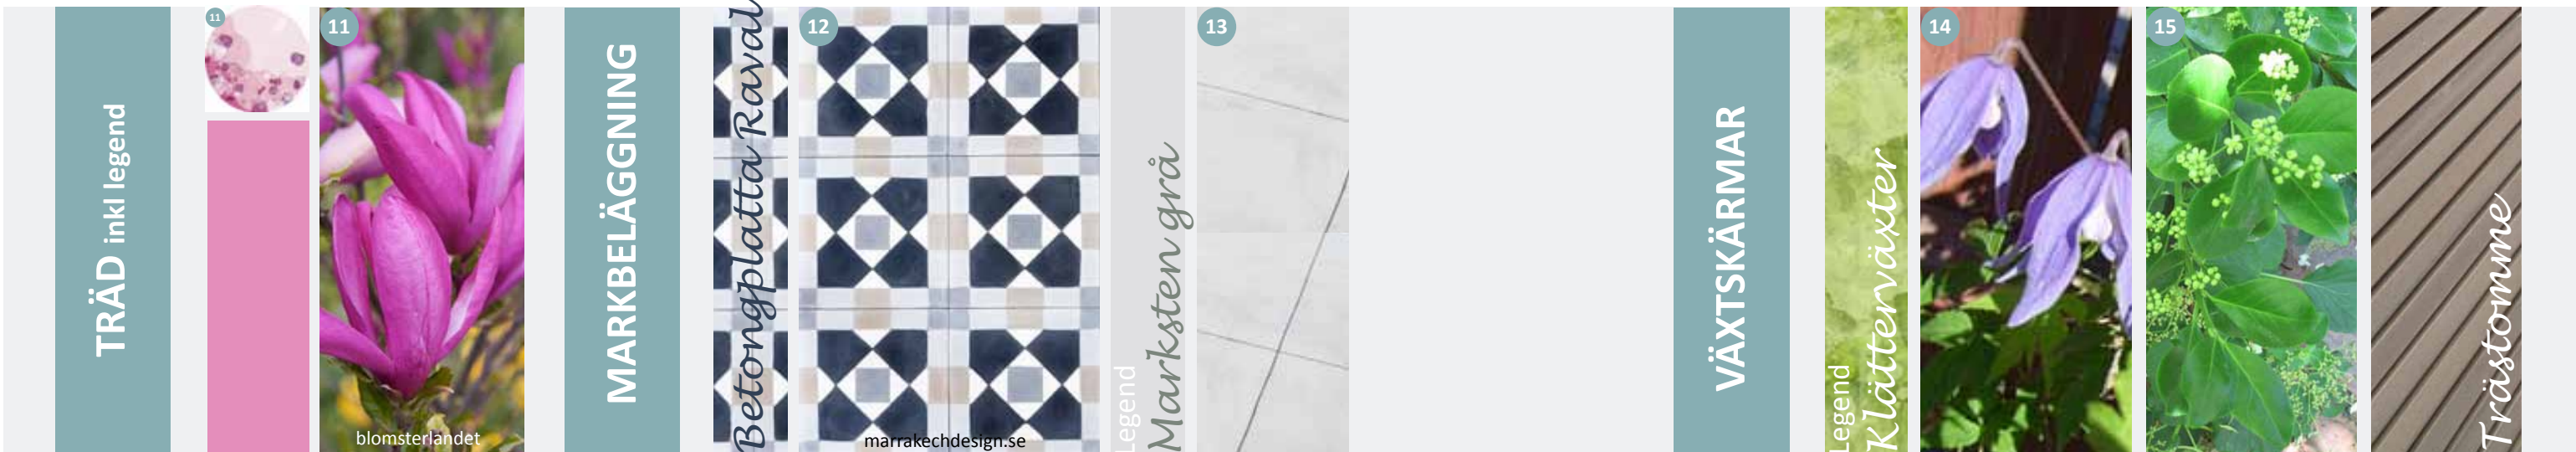 TRÄD inkl legend
11
11
blomsterlandet
MARKBELÄGGNING
Betongplatta Raval
12
marrakechdesign.se
Legend
Marksten grå
13
VÄXTSKÄRMAR
Legend
Klätterväxter
14
15
Trästomme